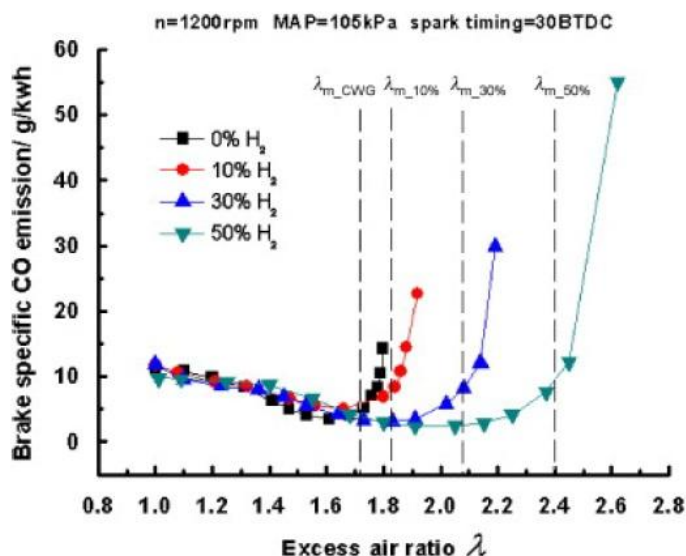 n=1200rpm MAP=105kPa spark timing=30BTDC
Brake specific CO emission/ g/kwh
60
50
40
30
20
10
0
λm_CWG λm_10% λm_30% λm_50%
0% H2
10% H2
30% H2
50% H2
0.8 1.0 1.2 1.4 1.6 1.8 2.0 2.2 2.4 2.6 2.8
Excess air ratio λ